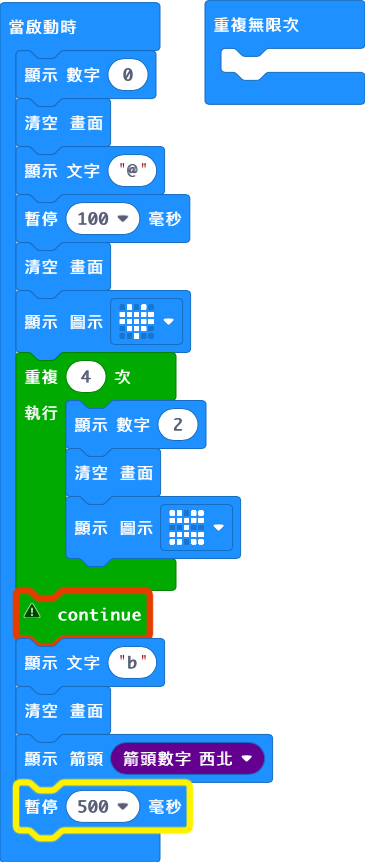 當啟動時
重複無限次
顯示 數字 0
清空 畫面
顯示 文字 "@"
暫停 100 毫秒
清空 畫面
顯示 圖示
重複 4 次
執行
顯示 數字 2
清空 畫面
顯示 圖示
continue
顯示 文字 "b"
清空 畫面
顯示 箭頭 箭頭數字 西北
暫停 500 毫秒